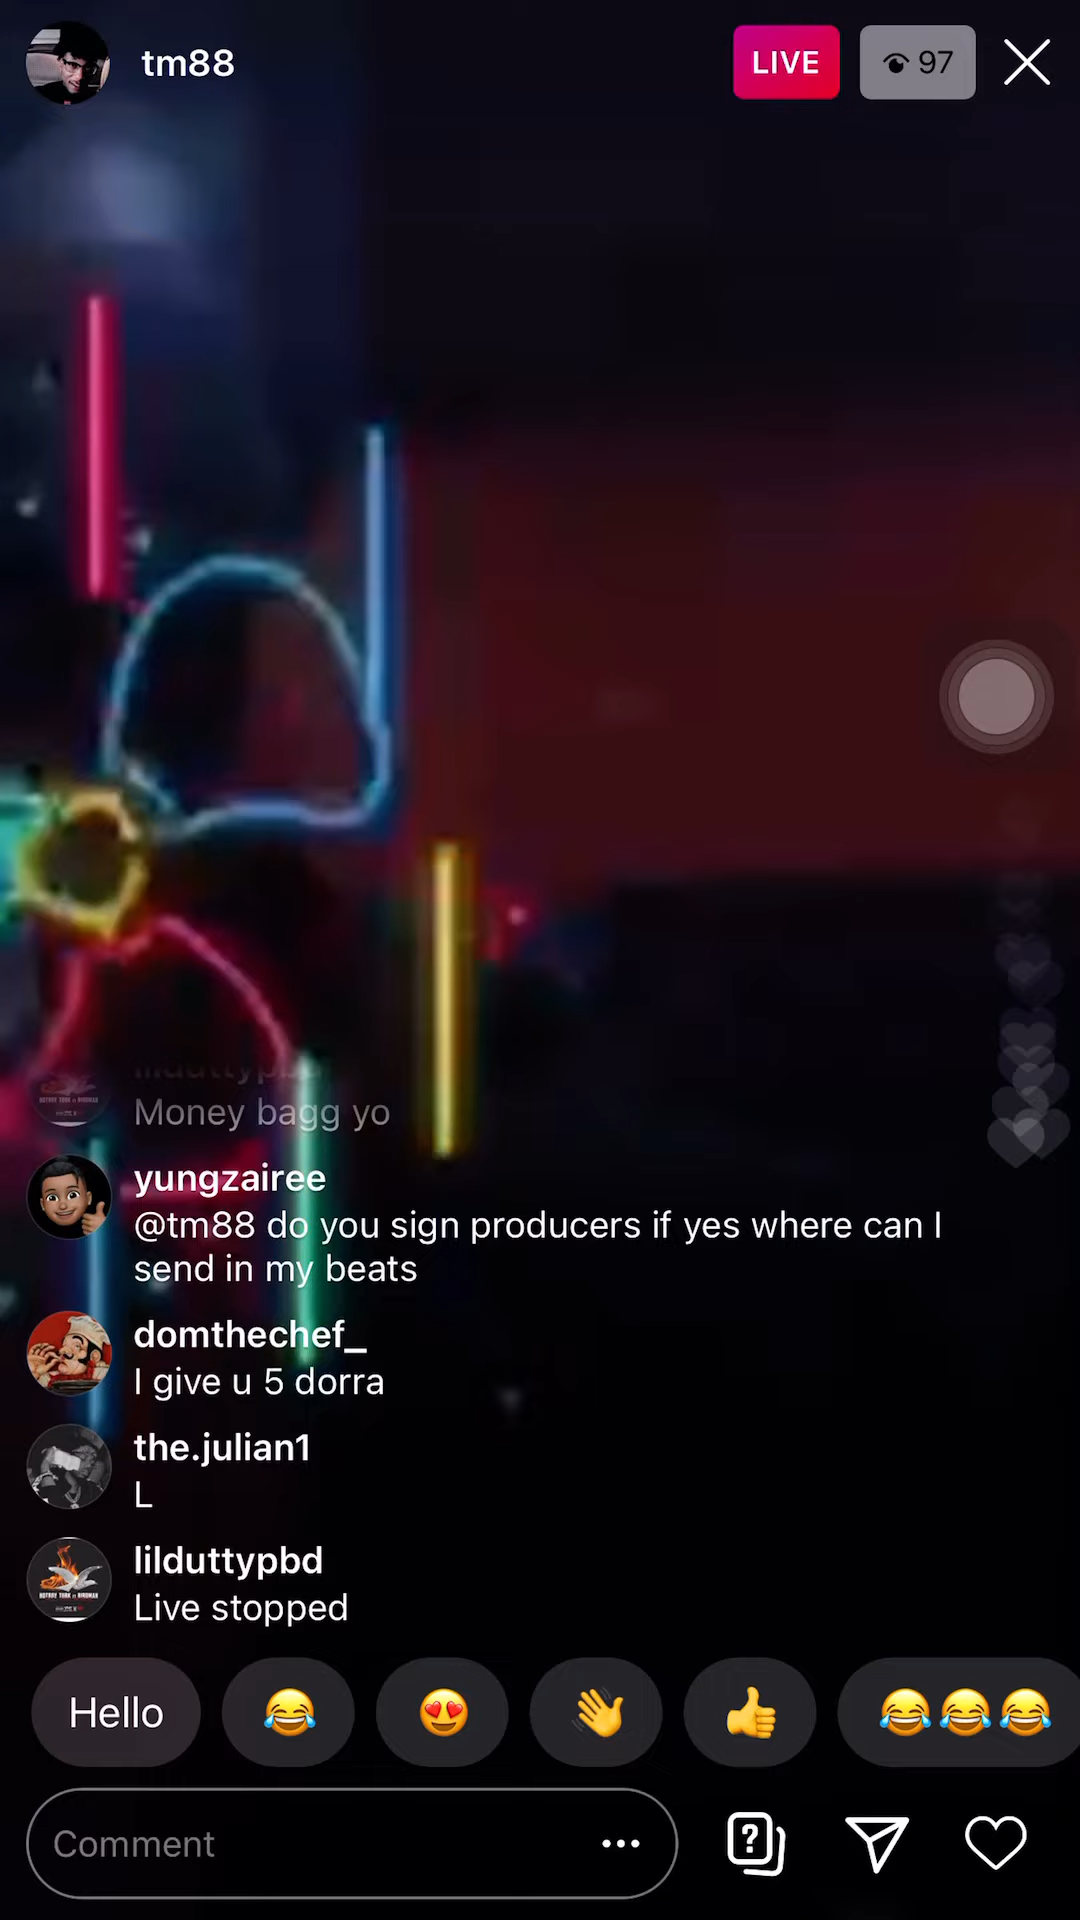 tm88
LIVE
97
lilduttypbd
Money bagg yo
yungzairee
@tm88 do you sign producers if yes where can I
send in my beats
domthechef_
I give u 5 dorra
the.julian1
L
lilduttypbd
Live stopped
Hello
Comment